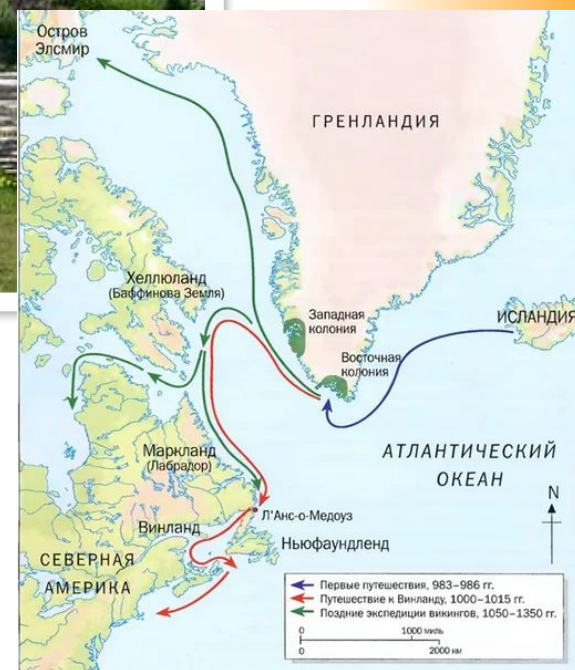 Остров
Элсмир
ГРЕНЛАНДИЯ
Хеллюланд
(Баффинова Земля)
Западная
колония
ИСЛАНДИЯ
Восточная
колония
Маркланд
(Лабрадор)
АТЛАНТИЧЕСКИЙ
ОКЕАН
N
Л'Анс-о-Медоуз
Винланд
Ньюфаундленд
СЕВЕРНАЯ
АМЕРИКА
Первые путешествия, 983–986 гг.
Путешествие к Винланду, 1000–1015 гг.
Поздние экспедиции викингов, 1050–1350 гг.
0 1000 миль
0 2000 км